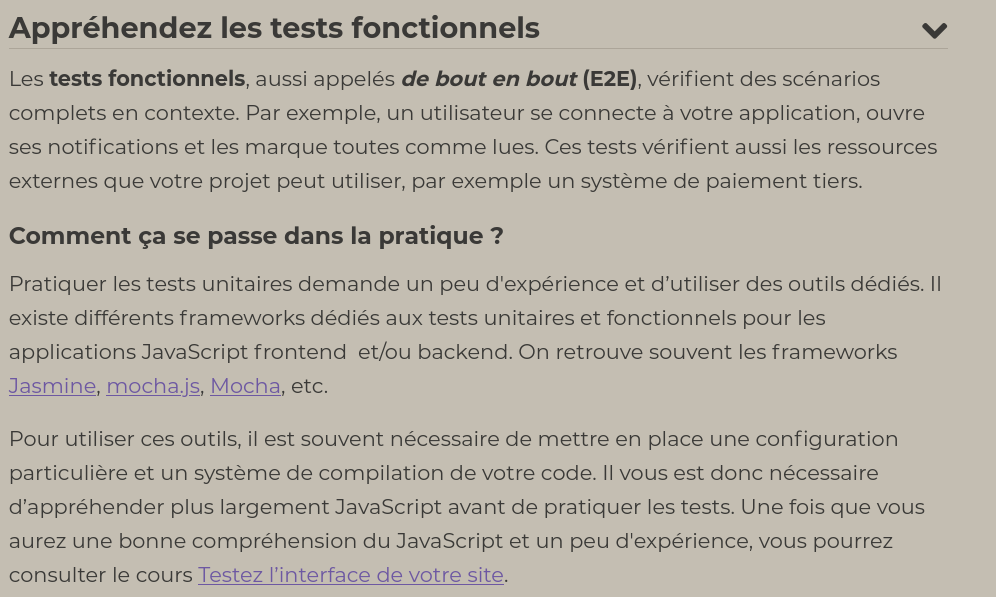 Appréhendez les tests fonctionnels
Les tests fonctionnels, aussi appelés de bout en bout (E2E), vérifient des scénarios
complets en contexte. Par exemple, un utilisateur se connecte à votre application, ouvre
ses notifications et les marque toutes comme lues. Ces tests vérifient aussi les ressources
externes que votre projet peut utiliser, par exemple un système de paiement tiers.
Comment ça se passe dans la pratique ?
Pratiquer les tests unitaires demande un peu d'expérience et d’utiliser des outils dédiés. Il
existe différents frameworks dédiés aux tests unitaires et fonctionnels pour les
applications JavaScript frontend  et/ou backend. On retrouve souvent les frameworks
Jasmine, mocha.js, Mocha, etc.
Pour utiliser ces outils, il est souvent nécessaire de mettre en place une configuration
particulière et un système de compilation de votre code. Il vous est donc nécessaire
d’appréhender plus largement JavaScript avant de pratiquer les tests. Une fois que vous
aurez une bonne compréhension du JavaScript et un peu d'expérience, vous pourrez
consulter le cours Testez l’interface de votre site.